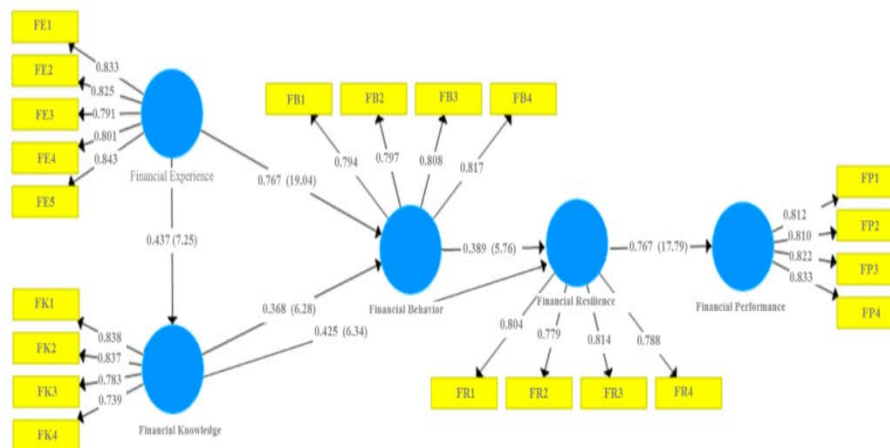 FE1
0.833
FE2
0.825
FE3
0.791
0.801
FE4
0.843
FE5
Financial Experience
FB1
FB2
FB3
FB4
0.794
0.797
0.808
0.817
0.767 (19.04)
0.437 (7.25)
FP1
0.812
FP2
0.810
0.822
FP3
0.833
FP4
0.389 (5.76)
0.767 (17.79)
Financial Behavior
Financial Resilience
Financial Performance
0.368 (6.28)
0.425 (6.34)
FK1
0.838
FK2
0.837
0.783
FK3
0.739
FK4
Financial Knowledge
0.804
0.779
0.814
0.788
FR1
FR2
FR3
FR4